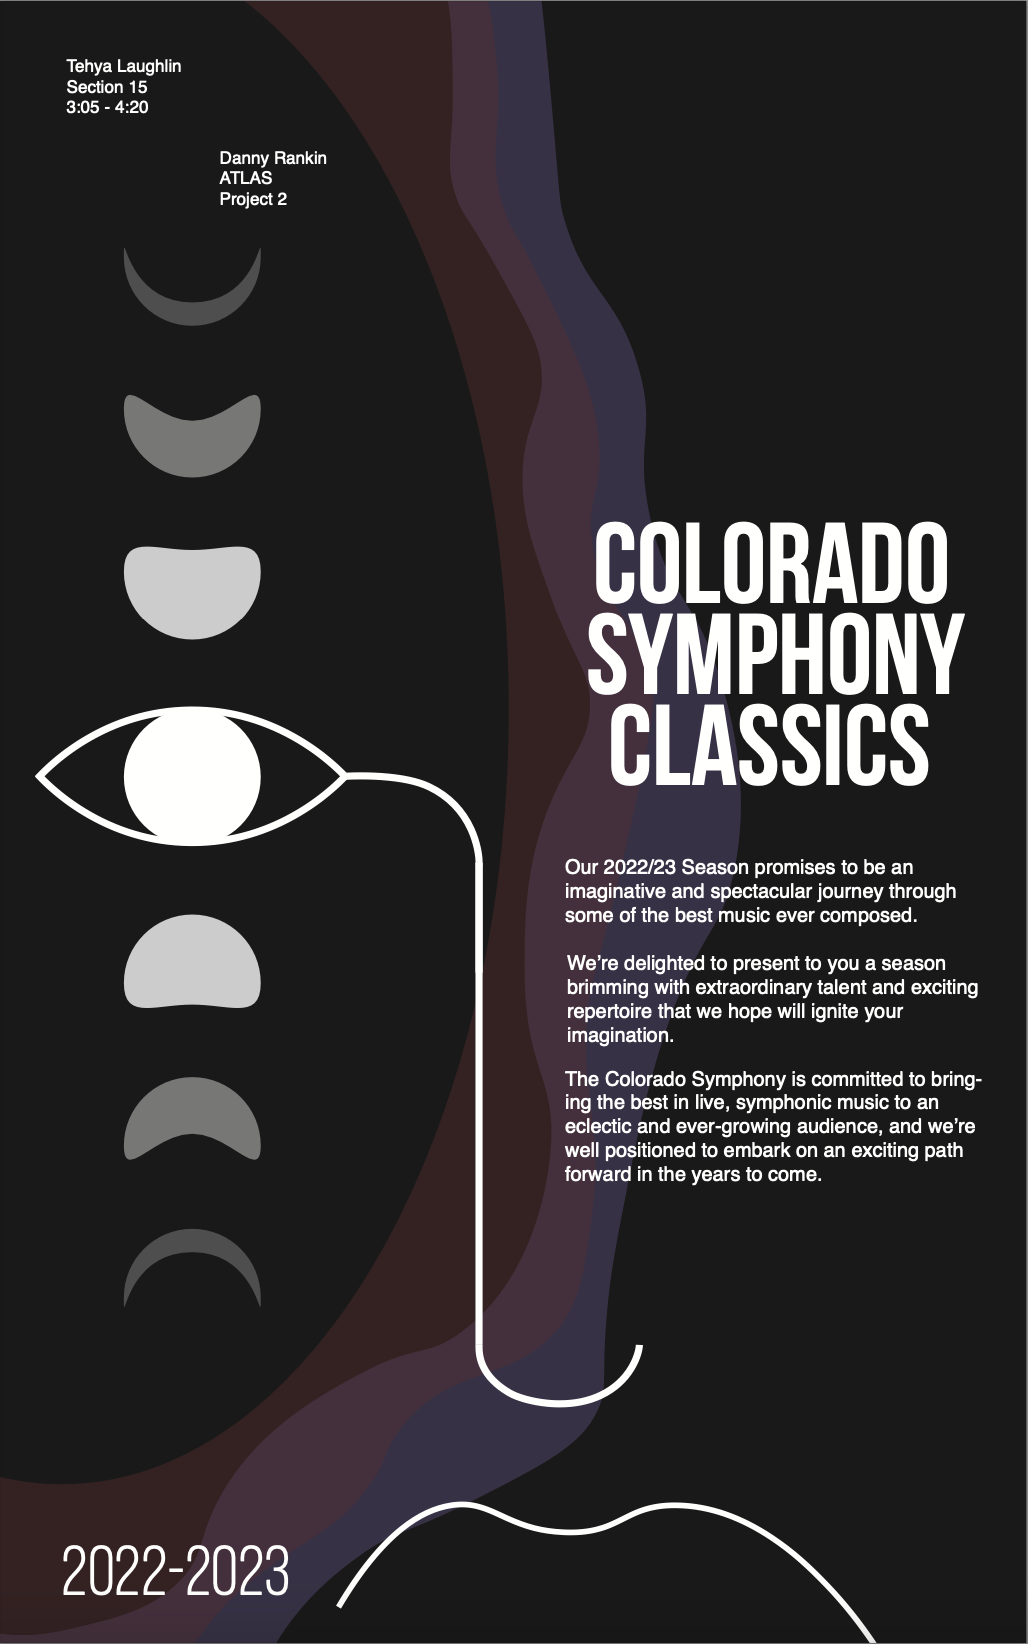 Tehya Laughlin
Section 15
3:05 - 4:20
Danny Rankin
ATLAS
Project 2
COLORADO
SYMPHONY
CLASSICS
Our 2022/23 Season promises to be an
imaginative and spectacular journey through
some of the best music ever composed.
We’re delighted to present to you a season
brimming with extraordinary talent and exciting
repertoire that we hope will ignite your
imagination.
The Colorado Symphony is committed to bring-
ing the best in live, symphonic music to an
eclectic and ever-growing audience, and we’re
well positioned to embark on an exciting path
forward in the years to come.
2022-2023